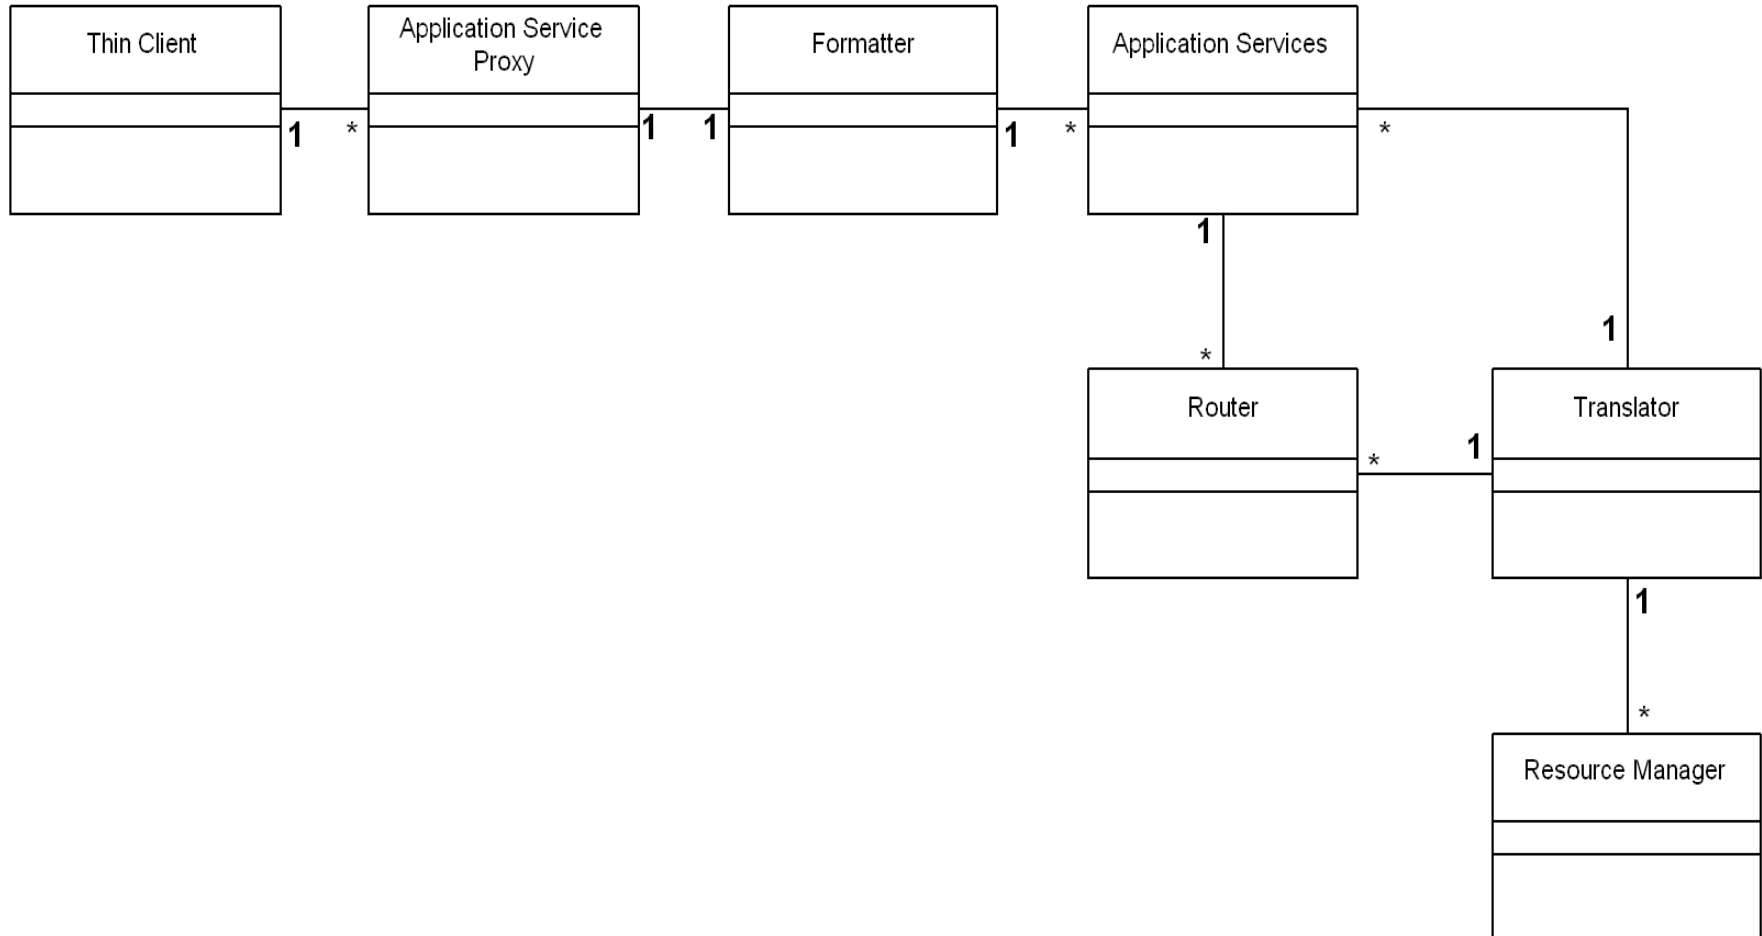 Thin Client
Application Service
Proxy
Formatter
Application Services
1
*
1
1
1
*
*
1
1
*
1
Router
Translator
*
1
1
*
Resource Manager